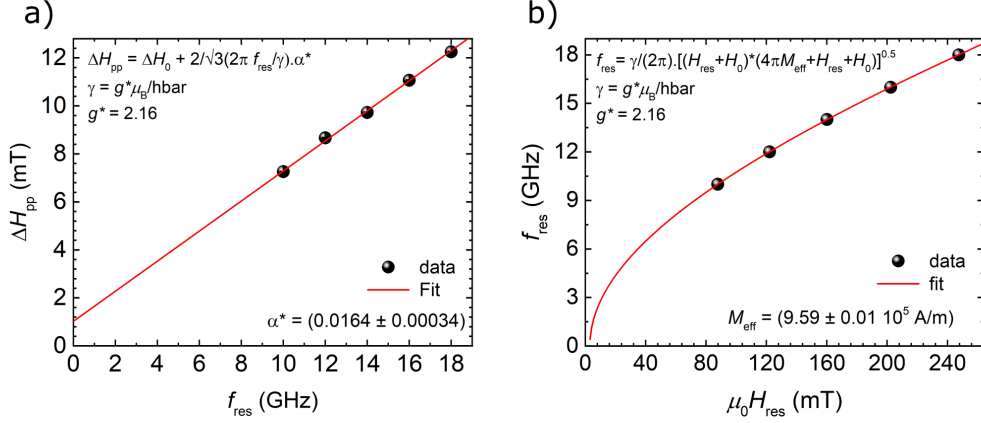 a)
ΔHpp = ΔH0 + 2/√3(2π fres/γ).α*
γ = g*μB/hbar
g* = 2.16
12
10
8
6
4
2
0
ΔHpp (mT)
data
Fit
α* = (0.0164 ± 0.00034)
0 2 4 6 8 10 12 14 16 18
fres (GHz)
b)
fres= γ/(2π).[(Hres+H0)*(4πMeff+Hres+H0)]^0.5
γ = g*μB/hbar
g* = 2.16
18
15
12
9
6
3
0
fres (GHz)
data
fit
Meff = (9.59 ± 0.01 10^5 A/m)
0 40 80 120 160 200 240
μ0Hres (mT)